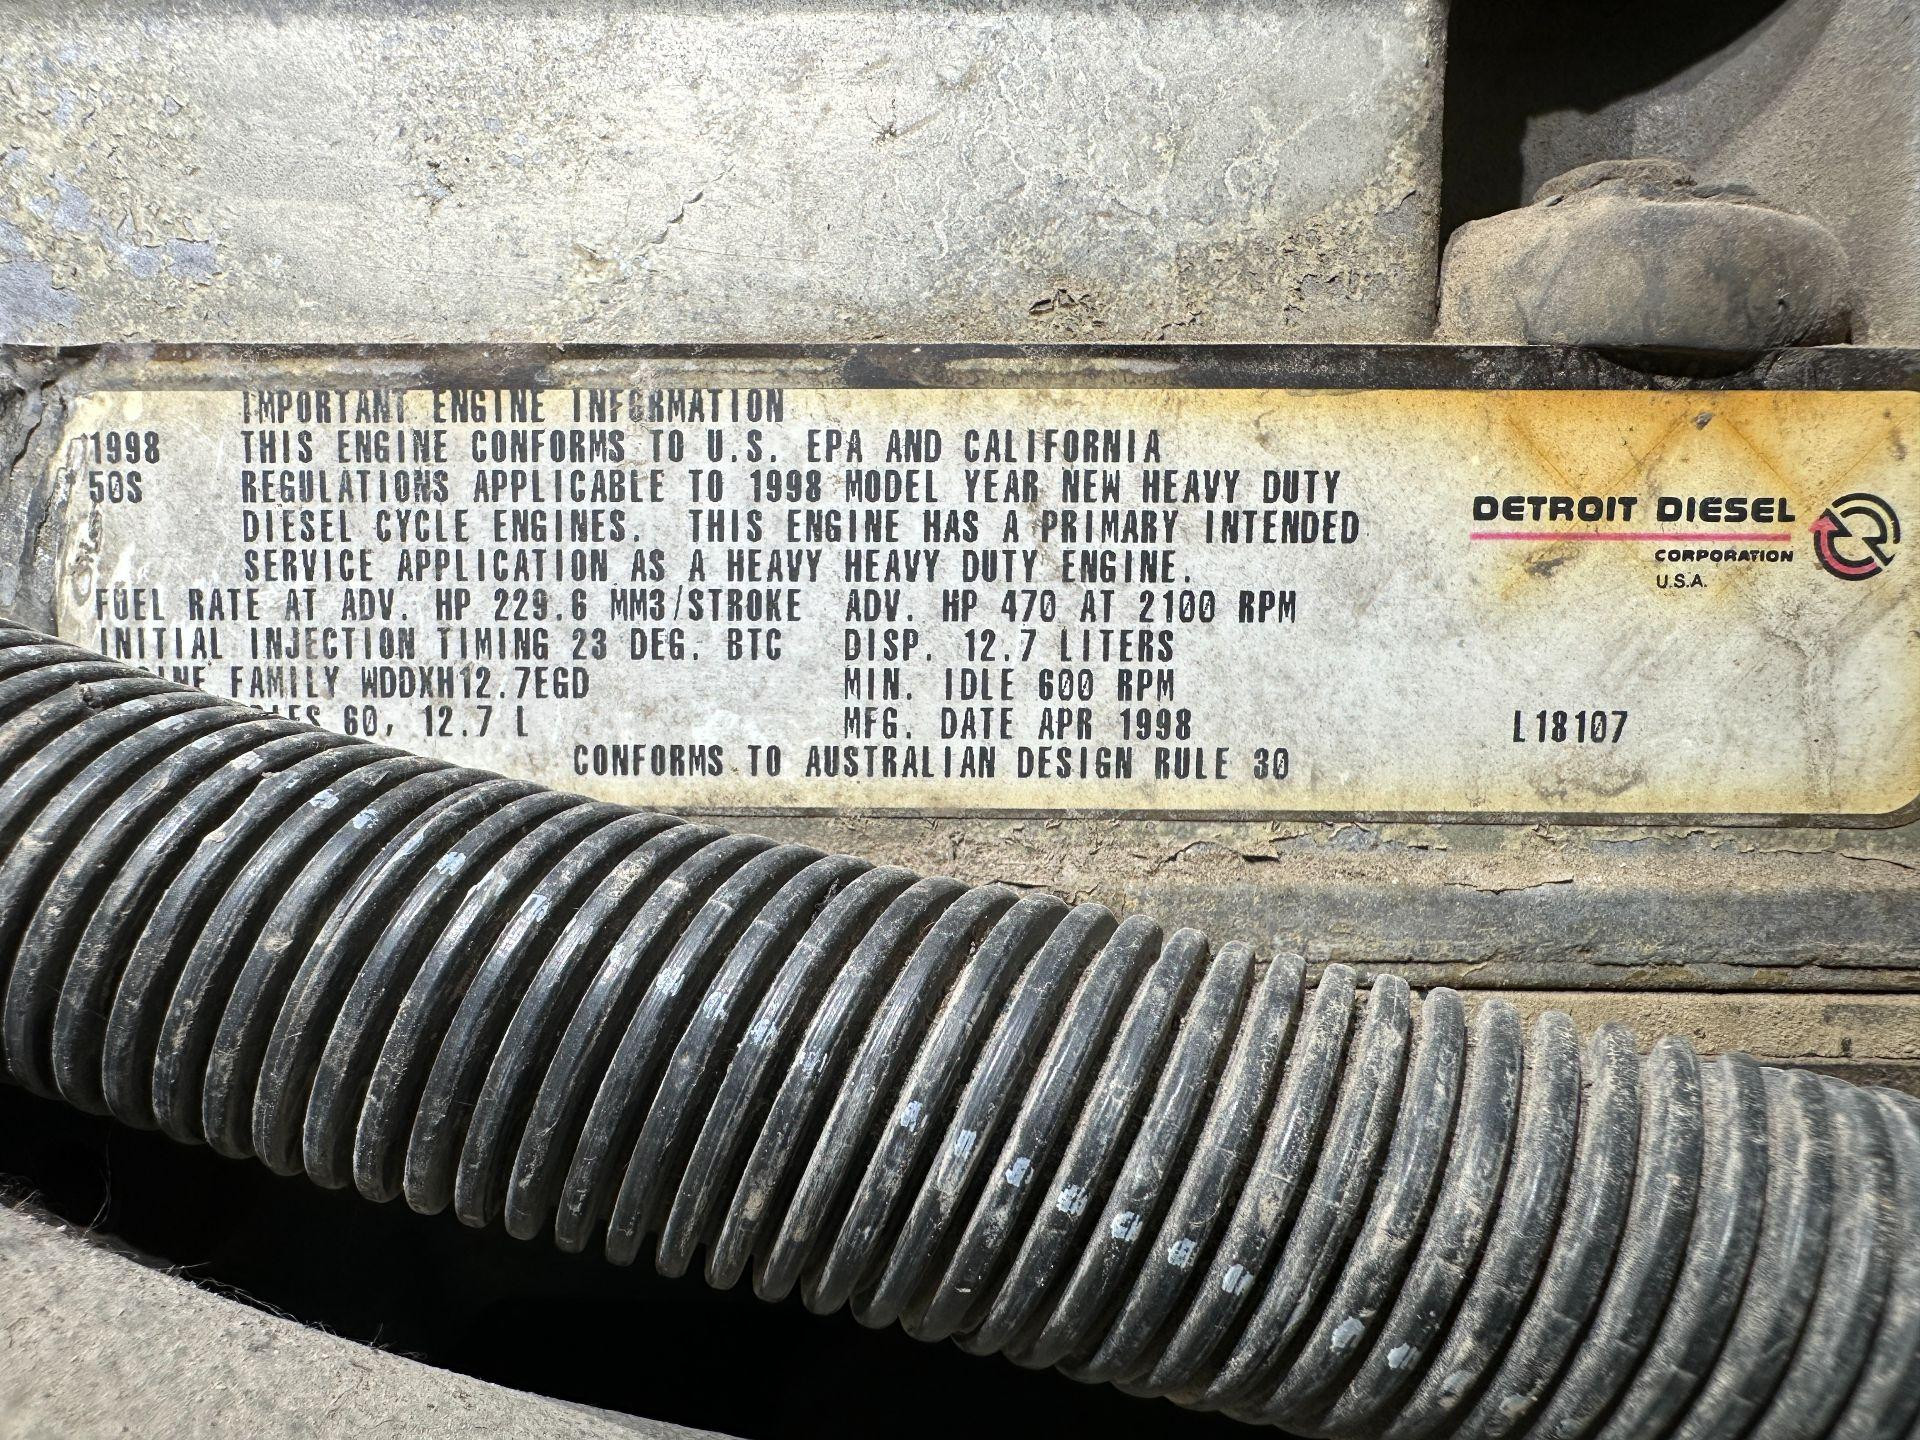 IMPORTANT ENGINE INFORMATION
1998 THIS ENGINE CONFORMS TO U.S. EPA AND CALIFORNIA
50S REGULATIONS APPLICABLE TO 1998 MODEL YEAR NEW HEAVY DUTY
DIESEL CYCLE ENGINES. THIS ENGINE HAS A PRIMARY INTENDED
SERVICE APPLICATION AS A HEAVY HEAVY DUTY ENGINE.
FUEL RATE AT ADV. HP 229.6 MM3/STROKE ADV. HP 470 AT 2100 RPM
INITIAL INJECTION TIMING 23 DEG. BTC DISP. 12.7 LITERS
FAMILY WDDXH12.7EGD MIN. IDLE 600 RPM
60, 12.7 L MFG. DATE APR 1998
CONFORMS TO AUSTRALIAN DESIGN RULE 30
DETROIT DIESEL
CORPORATION
U.S.A.
L18107